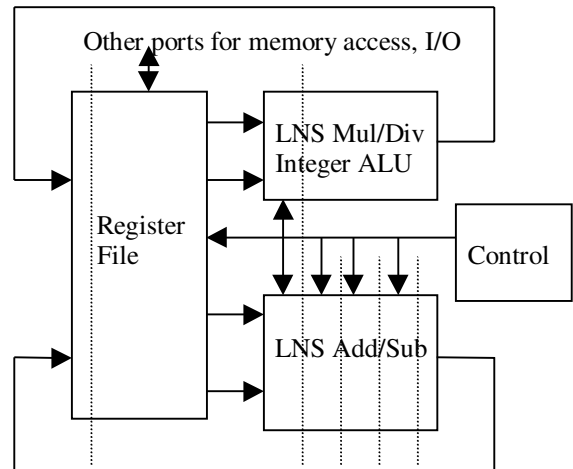 Other ports for memory access, I/O
LNS Mul/Div
Integer ALU
Register
File
Control
LNS Add/Sub